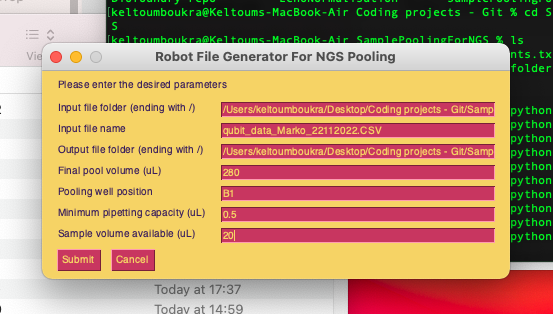 [keltoumboukra@Keltoums-MacBook-Air Coding projects - Git % cd S
S
[keltoumboukra@Keltoums-MacBook-Air SamplePoolingForNGS % ls
Robot File Generator For NGS Pooling
Please enter the desired parameters
Input file folder (ending with /) /Users/keltoumboukra/Desktop/Coding projects - Git/Samp
Input file name qubit_data_Marko_22112022.CSV
Output file folder (ending with /) /Users/keltoumboukra/Desktop/Coding projects - Git/Samp
Final pool volume (uL) 280
Pooling well position B1
Minimum pipetting capacity (uL) 0.5
Sample volume available (uL) 20
Submit Cancel
nts.tx
folder
python
python
python
python
python
python
python
Today at 17:37
Today at 14:59